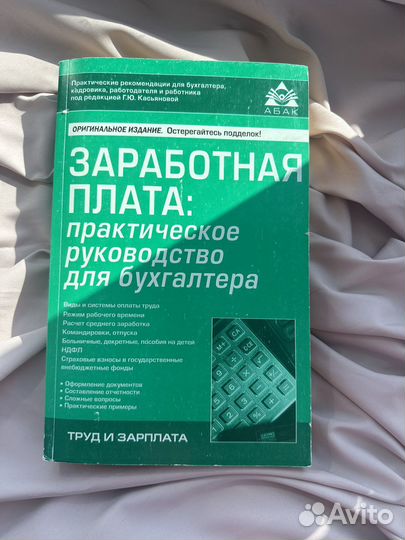 Практические рекомендации для бухгалтера,
кадровика, работодателя и работника
под редакцией Г.Ю. Касьяновой
АБАК
ОРИГИНАЛЬНОЕ ИЗДАНИЕ. Остерегайтесь подделок!
ЗАРАБОТНАЯ
ПЛАТА:
практическое
руководство
для бухгалтера
Виды и системы оплаты труда
Режим рабочего времени
Расчет среднего заработка
Командировки, отпуска
Больничные, декретные, пособия на детей
НДФЛ
Страховые взносы в государственные
внебюджетные фонды
• Оформление документов
• Составление отчетности
• Сложные вопросы
• Практические примеры
ТРУД И ЗАРПЛАТА
Avito